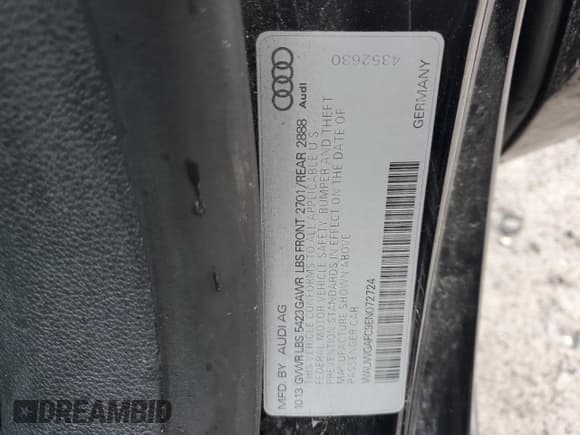 4352630
Audi
MFD. BY AUDI AG
10 13 GVWR LBS 5423 GAWR LBS FRONT 2701/REAR 2888
THIS VEHICLE CONFORMS TO ALL APPLICABLE U S
FEDERAL MOTOR VEHICLE SAFETY, BUMPER AND THEFT
PREVENTION STANDARDS IN EFFECT ON THE DATE OF
MANUFACTURE SHOWN ABOVE
PASSENGER CAR
WAUWGAFC9EN072724
GERMANY
DREAMBID